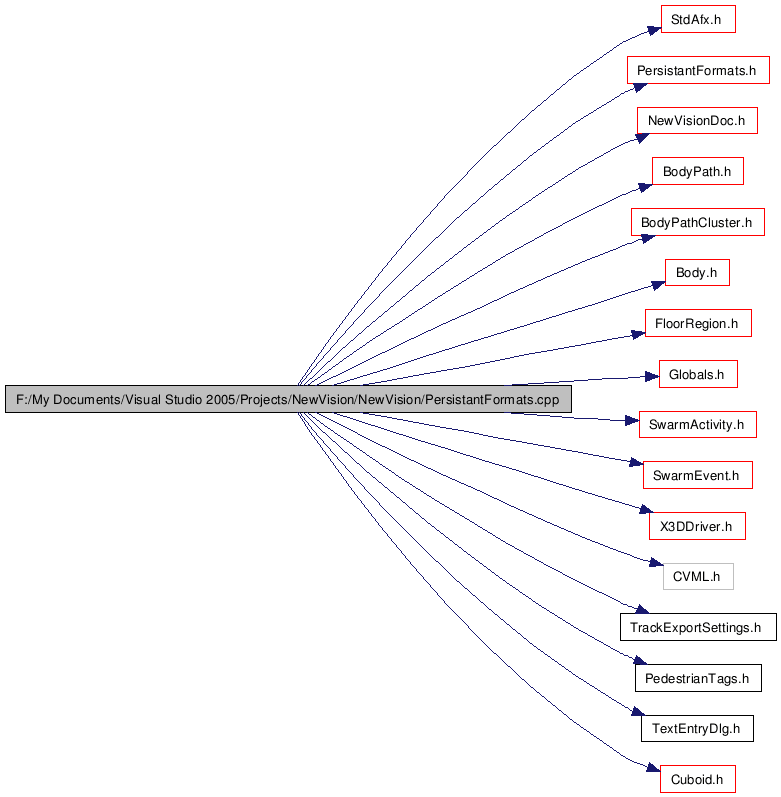 StdAfx.h
PersistantFormats.h
NewVisionDoc.h
BodyPath.h
BodyPathCluster.h
Body.h
FloorRegion.h
Globals.h
F:/My Documents/Visual Studio 2005/Projects/NewVision/NewVision/PersistantFormats.cpp
SwarmActivity.h
SwarmEvent.h
X3DDriver.h
CVML.h
TrackExportSettings.h
PedestrianTags.h
TextEntryDlg.h
Cuboid.h